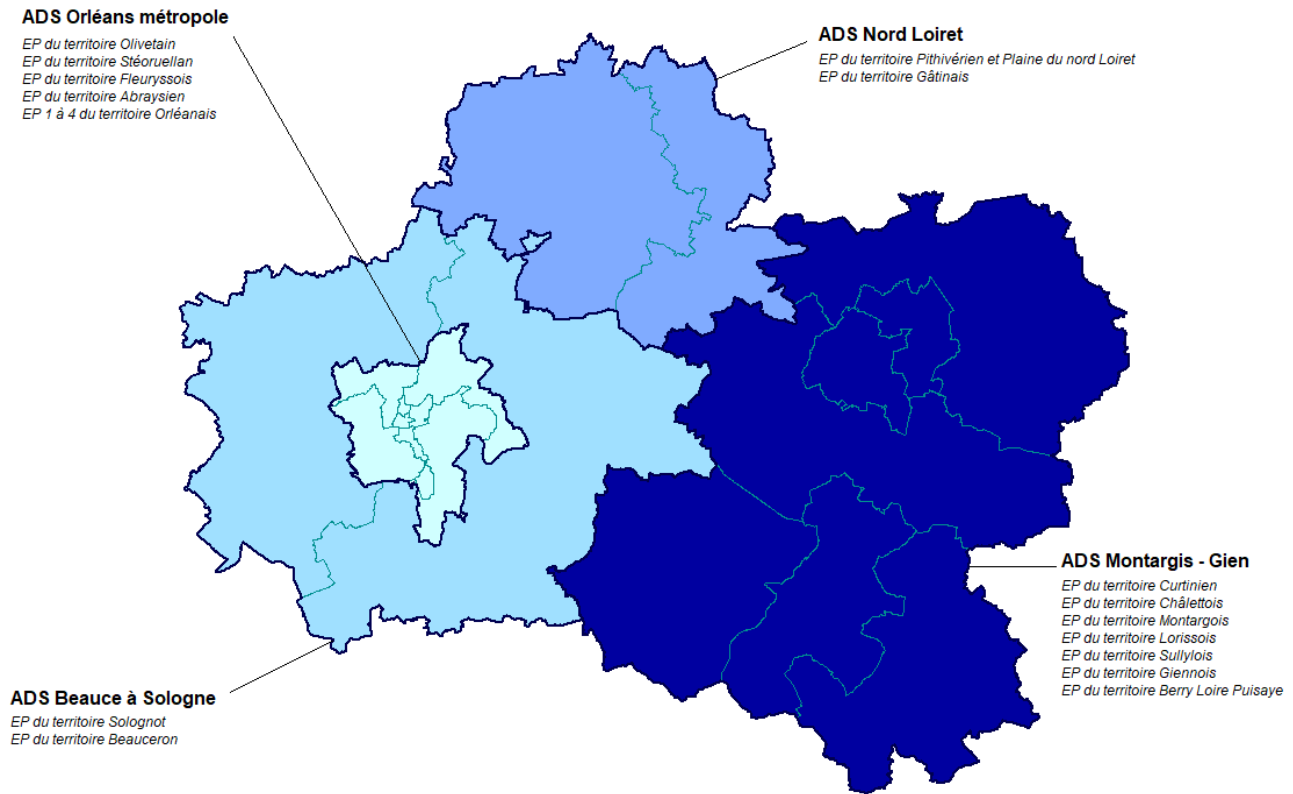 ADS Orléans métropole
EP du territoire Olivetain
EP du territoire Stéoruellan
EP du territoire Fleuryssois
EP du territoire Abraysien
EP 1 à 4 du territoire Orléanais
ADS Nord Loiret
EP du territoire Pithivérien et Plaine du nord Loiret
EP du territoire Gâtinais
ADS Montargis - Gien
EP du territoire Curtinien
EP du territoire Châlettois
EP du territoire Montargois
EP du territoire Lorissois
EP du territoire Sullylois
EP du territoire Giennois
EP du territoire Berry Loire Puisaye
ADS Beauce à Sologne
EP du territoire Solognot
EP du territoire Beauceron